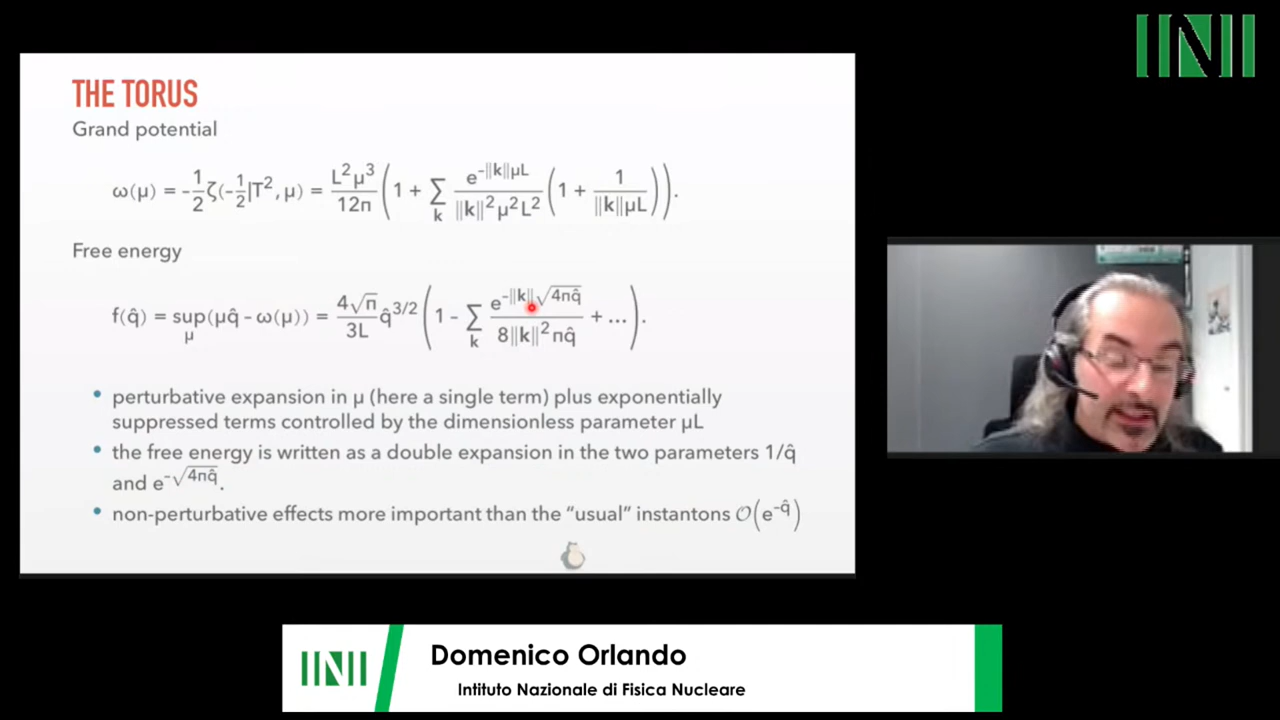 THE TORUS
Grand potential
ω(μ) = -1/2 ζ(-1/2|T², μ) = L²μ³/12π (1 + Σ_k e^{-‖k‖μL}/‖k‖²μ²L² (1 + 1/‖k‖μL)).
Free energy
f(q̂) = sup_μ(μq̂ - ω(μ)) = 4√π/3L q̂^{3/2} (1 - Σ_k e^{-‖k‖√4πq̂}/8‖k‖²πq̂ + ...).
• perturbative expansion in μ (here a single term) plus exponentially
suppressed terms controlled by the dimensionless parameter μL
• the free energy is written as a double expansion in the two parameters 1/q̂
and e^{-√4πq̂}.
• non-perturbative effects more important than the “usual” instantons 𝒪(e^{-q̂})
Domenico Orlando
Intituto Nazionale di Fisica Nucleare